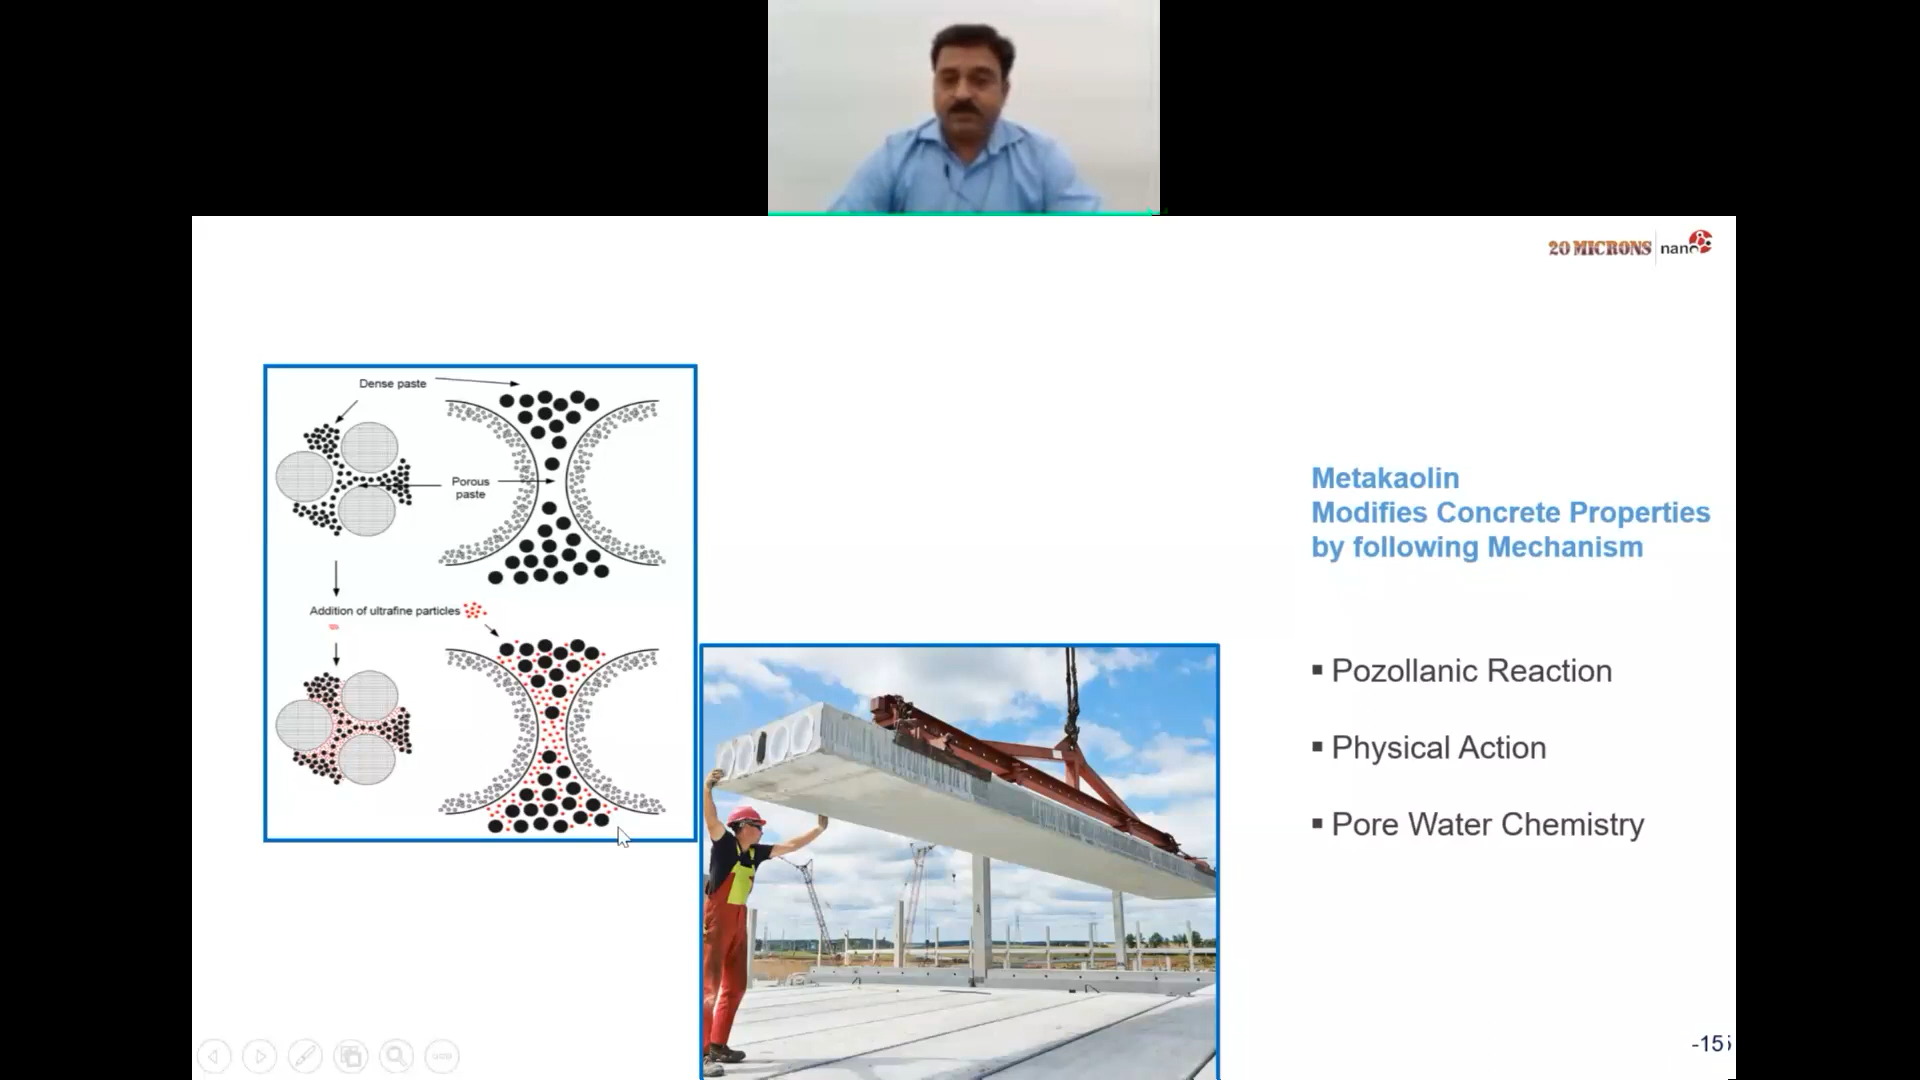 20 MICRONS nano
Dense paste
Porous
paste
Addition of ultrafine particles
Metakaolin
Modifies Concrete Properties
by following Mechanism
▪ Pozollanic Reaction
▪ Physical Action
▪ Pore Water Chemistry
-15